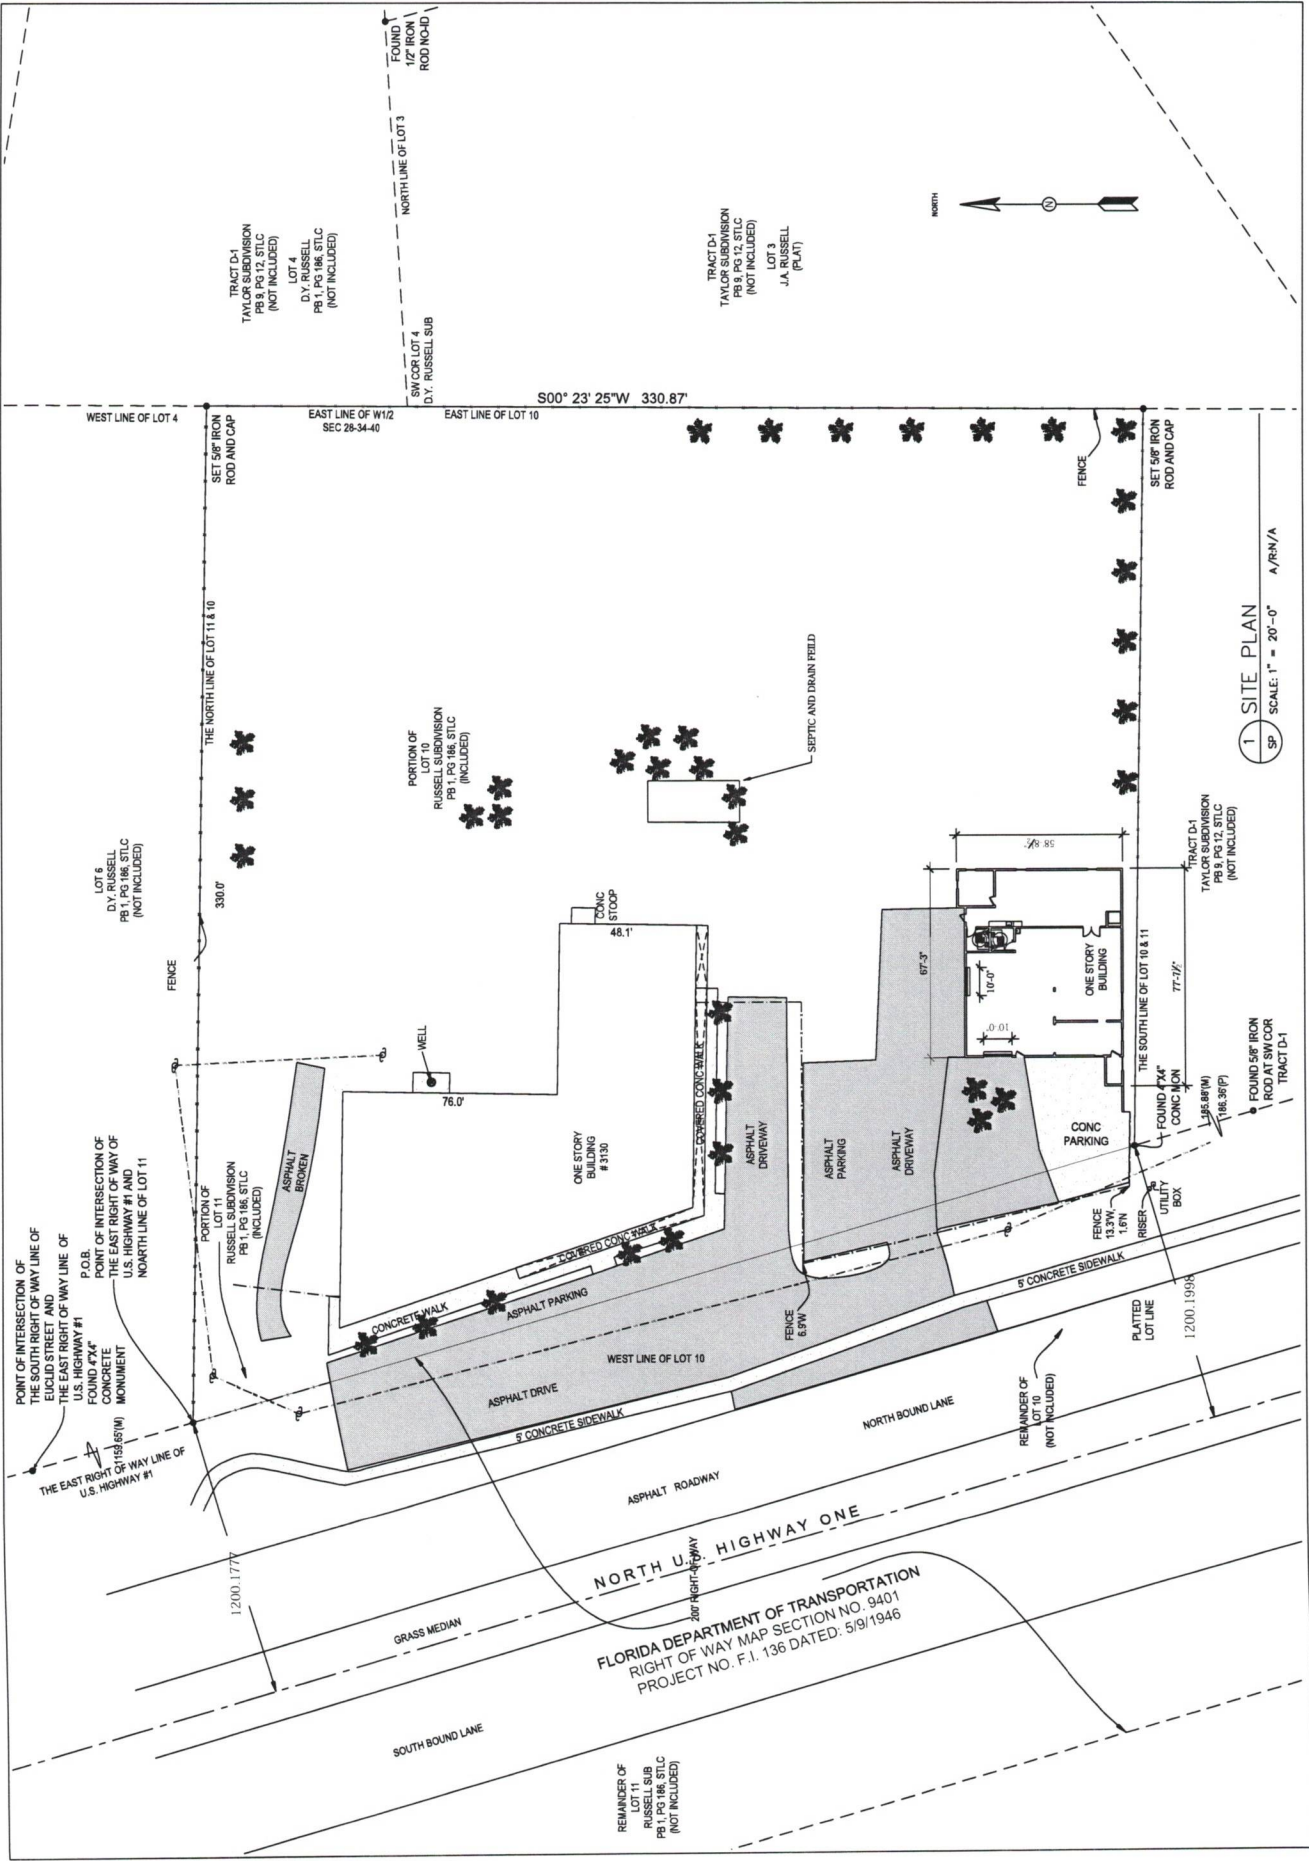 POINT OF INTERSECTION OF
THE SOUTH RIGHT OF WAY LINE OF
EUCLID STREET AND
THE EAST RIGHT OF WAY LINE OF
U.S. HIGHWAY #1
FOUND 4"X4"
CONCRETE
MONUMENT
P.O.B.
POINT OF INTERSECTION OF
THE EAST RIGHT OF WAY OF
U.S. HIGHWAY #1 AND
NOARTH LINE OF LOT 11
1159.65'(M)
THE EAST RIGHT OF WAY LINE OF
U.S. HIGHWAY #1
LOT 6
D.Y. RUSSELL
PB 1, PG 186, STLC
(NOT INCLUDED)
FENCE
330.0'
THE NORTH LINE OF LOT 11 & 10
WEST LINE OF LOT 4
SET 5/8" IRON
ROD AND CAP
EAST LINE OF W1/2
SEC 28-34-40
EAST LINE OF LOT 10
S00° 23' 25"W 330.87'
TRACT D-1
TAYLOR SUBDIVISION
PB 9, PG 12, STLC
(NOT INCLUDED)
LOT 4
D.Y. RUSSELL
PB 1, PG 186, STLC
(NOT INCLUDED)
FOUND
1/2" IRON
ROD NO-ID
NORTH LINE OF LOT 3
SW COR LOT 4
D.Y. RUSSELL SUB
TRACT D-1
TAYLOR SUBDIVISION
PB 9, PG 12, STLC
(NOT INCLUDED)
LOT 3
J.A. RUSSELL
(PLAT)
NORTH
N
PORTION OF
LOT 11
RUSSELL SUBDIVISION
PB 1, PG 186, STLC
(INCLUDED)
ASPHALT
BROKEN
WELL
76.0'
PORTION OF
LOT 10
RUSSELL SUBDIVISION
PB 1, PG 186, STLC
(INCLUDED)
CONC
STOOP
48.1'
ONE STORY
BUILDING
# 3130
SEPTIC AND DRAIN FEILD
CONCRETE WALK
COVERED CONC WALK
COVERED CONC WALK
ASPHALT PARKING
ASPHALT DRIVE
WEST LINE OF LOT 10
5' CONCRETE SIDEWALK
ASPHALT
DRIVEWAY
ASPHALT
PARKING
ASPHALT
DRIVEWAY
FENCE
6.9'W
67'-3"
58'-8½"
10'-0"
10'-0"
ONE STORY
BUILDING
CONC
PARKING
THE SOUTH LINE OF LOT 10 & 11
77'-7½"
FENCE
SET 5/8" IRON
ROD AND CAP
TRACT D-1
TAYLOR SUBDIVISION
PB 9, PG 12, STLC
(NOT INCLUDED)
FOUND 4"X4"
CONC MON
185.88'(M)
186.36'(P)
FOUND 5/8" IRON
ROD AT SW COR
TRACT D-1
FENCE
13.3'W,
1.6'N
RISER
UTILITY
BOX
5' CONCRETE SIDEWALK
PLATTED
LOT LINE
1200.1998
1200.1777
REMAINDER OF
LOT 10
(NOT INCLUDED)
NORTH BOUND LANE
ASPHALT ROADWAY
NORTH U.S. HIGHWAY ONE
200' RIGHT-OF-WAY
GRASS MEDIAN
FLORIDA DEPARTMENT OF TRANSPORTATION
RIGHT OF WAY MAP SECTION NO. 9401
PROJECT NO. F.I. 136 DATED: 5/9/1946
SOUTH BOUND LANE
REMAINDER OF
LOT 11
RUSSELL SUB
PB 1, PG 186, STLC
(NOT INCLUDED)
1 SITE PLAN
SP SCALE: 1" = 20'-0" A/R:N/A